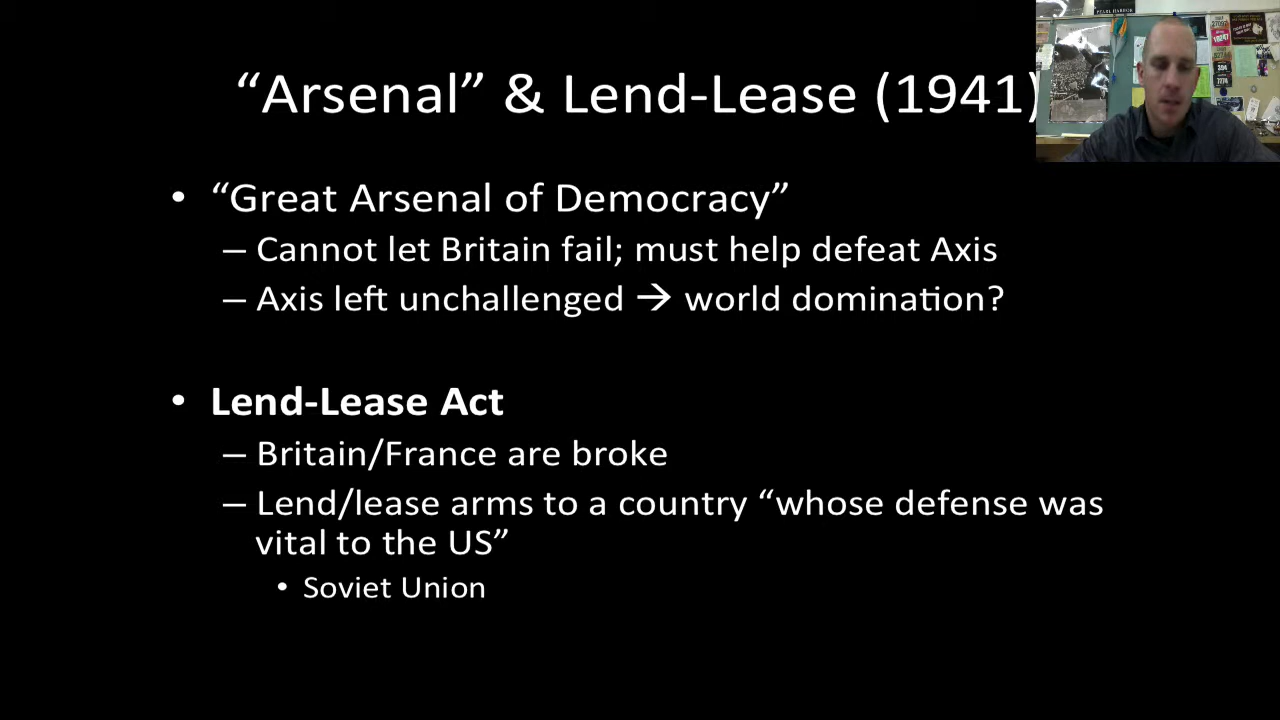 “Arsenal” & Lend-Lease (1941)
• “Great Arsenal of Democracy”
– Cannot let Britain fail; must help defeat Axis
– Axis left unchallenged → world domination?
• Lend-Lease Act
– Britain/France are broke
– Lend/lease arms to a country “whose defense was
vital to the US”
• Soviet Union
PEARL HARBOR